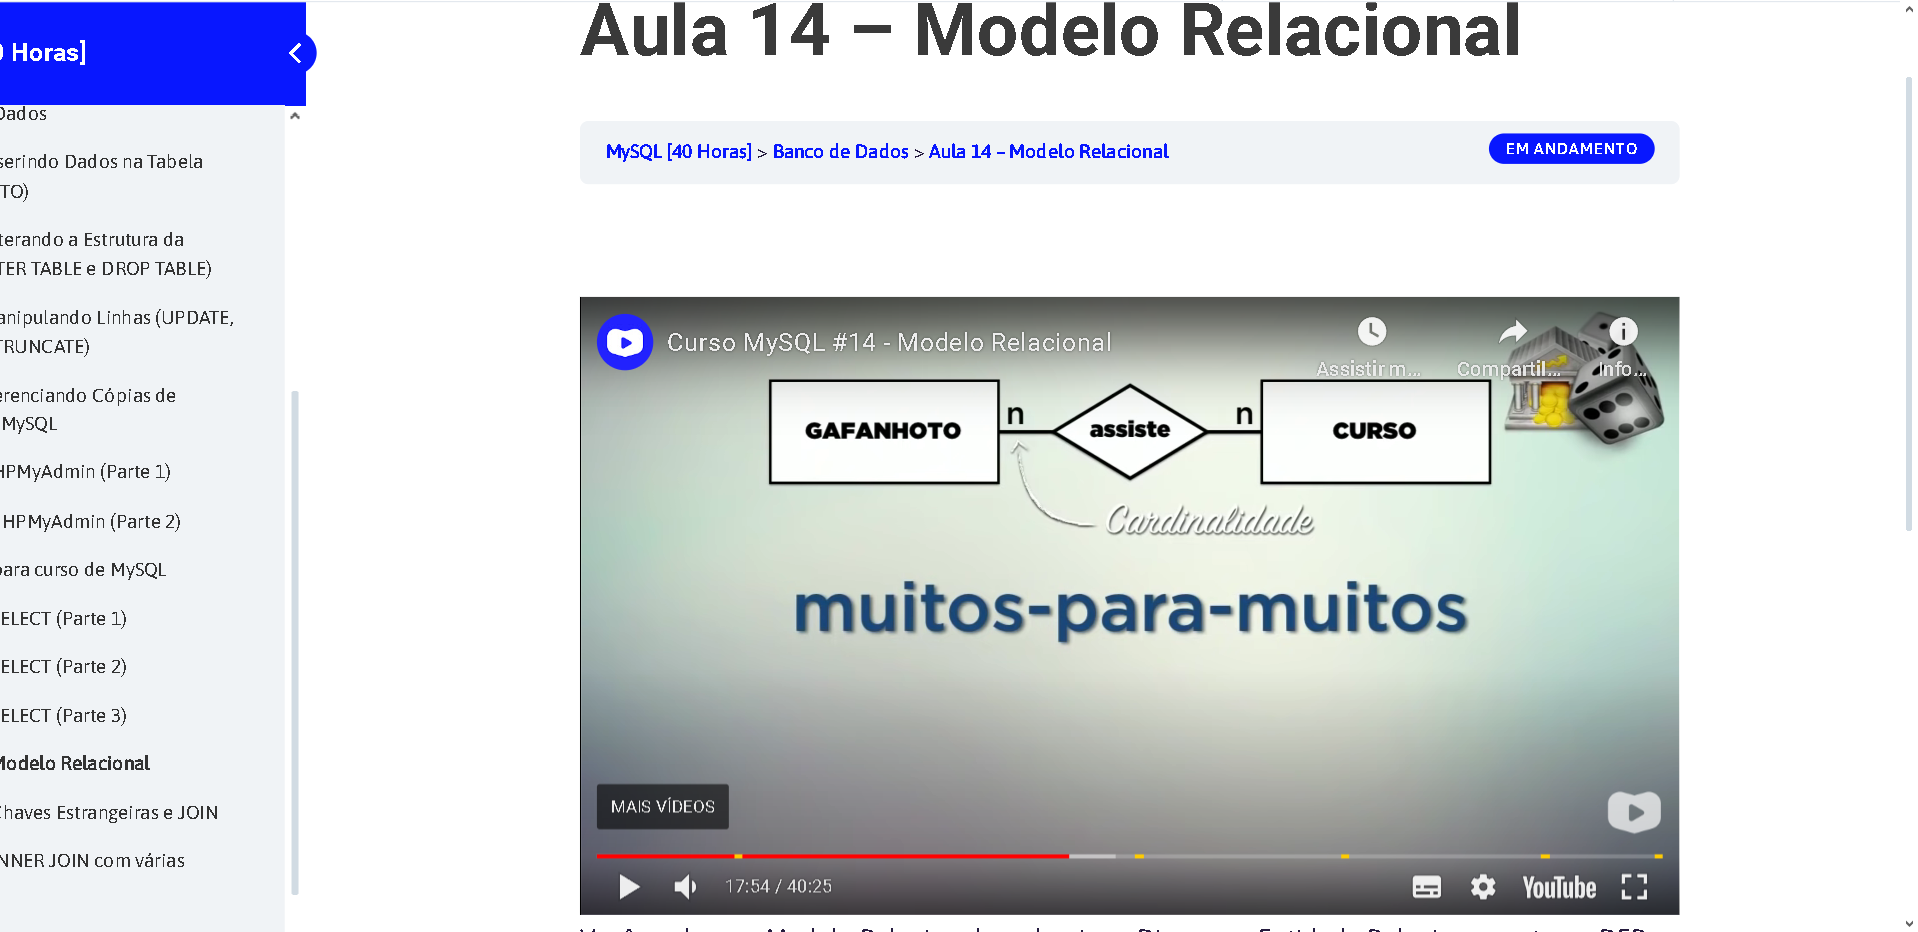 Aula 14 – Modelo Relacional
Horas]
MySQL [40 Horas] > Banco de Dados > Aula 14 – Modelo Relacional
EM ANDAMENTO
Dados
serindo Dados na Tabela
TO)
terando a Estrutura da
TER TABLE e DROP TABLE)
anipulando Linhas (UPDATE,
TRUNCATE)
erenciando Cópias de
MySQL
HPMyAdmin (Parte 1)
HPMyAdmin (Parte 2)
para curso de MySQL
ELECT (Parte 1)
ELECT (Parte 2)
ELECT (Parte 3)
Modelo Relacional
Chaves Estrangeiras e JOIN
NNER JOIN com várias
Curso MySQL #14 - Modelo Relacional
Assistir m...
Compartil...
Info...
GAFANHOTO
n
assiste
n
CURSO
Cardinalidade
muitos-para-muitos
MAIS VÍDEOS
17:54 / 40:25
YouTube